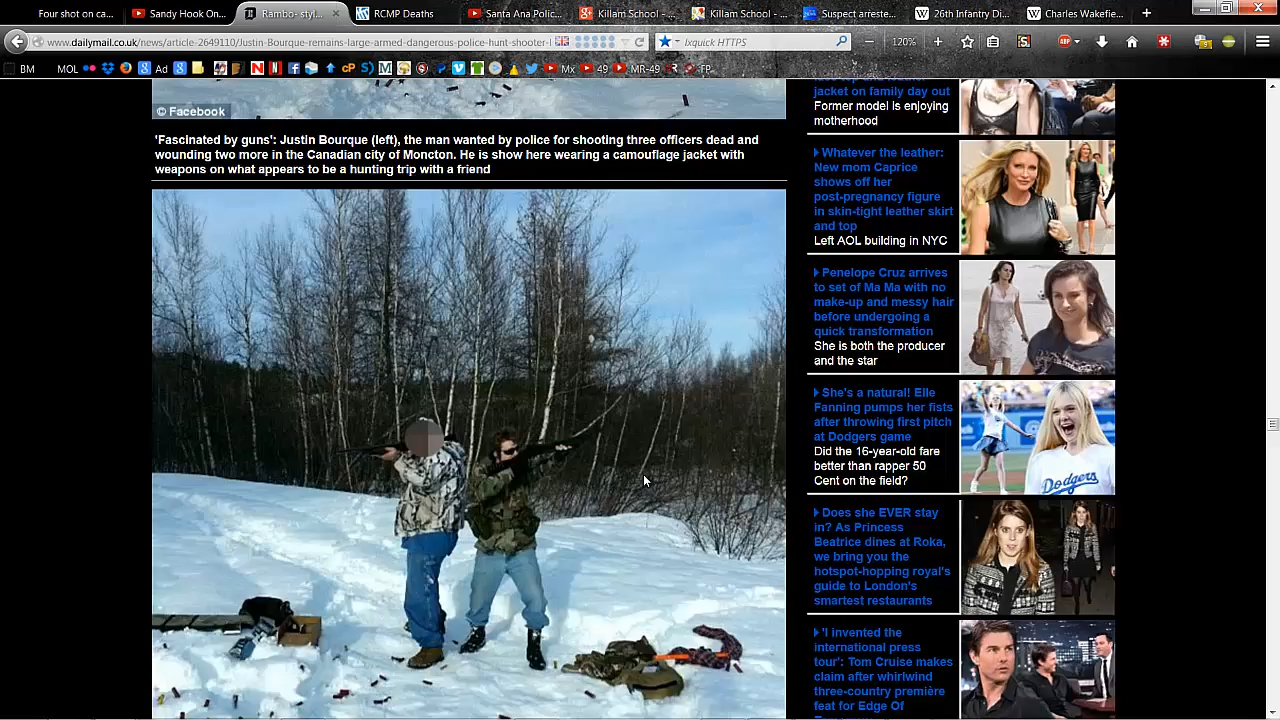 Four shot on ca...
Sandy Hook On...
Rambo- styl...
RCMP Deaths
Santa Ana Polic...
Killam School - ...
Killam School - ...
Suspect arreste...
26th Infantry Di...
Charles Wakefie...
www.dailymail.co.uk/news/article-2649110/Justin-Bourque-remains-large-armed-dangerous-police-hunt-shooter-l
Ixquick HTTPS
120%
BM
MOL
Ad
cP
Mx
49
MR-49
FP
© Facebook
'Fascinated by guns': Justin Bourque (left), the man wanted by police for shooting three officers dead and
wounding two more in the Canadian city of Moncton. He is show here wearing a camouflage jacket with
weapons on what appears to be a hunting trip with a friend
jacket on family day out
Former model is enjoying
motherhood
Whatever the leather:
New mom Caprice
shows off her
post-pregnancy figure
in skin-tight leather skirt
and top
Left AOL building in NYC
Penelope Cruz arrives
to set of Ma Ma with no
make-up and messy hair
before undergoing a
quick transformation
She is both the producer
and the star
She's a natural! Elle
Fanning pumps her fists
after throwing first pitch
at Dodgers game
Did the 16-year-old fare
better than rapper 50
Cent on the field?
Dodgers
Does she EVER stay
in? As Princess
Beatrice dines at Roka,
we bring you the
hotspot-hopping royal's
guide to London's
smartest restaurants
'I invented the
international press
tour': Tom Cruise makes
claim after whirlwind
three-country première
feat for Edge Of